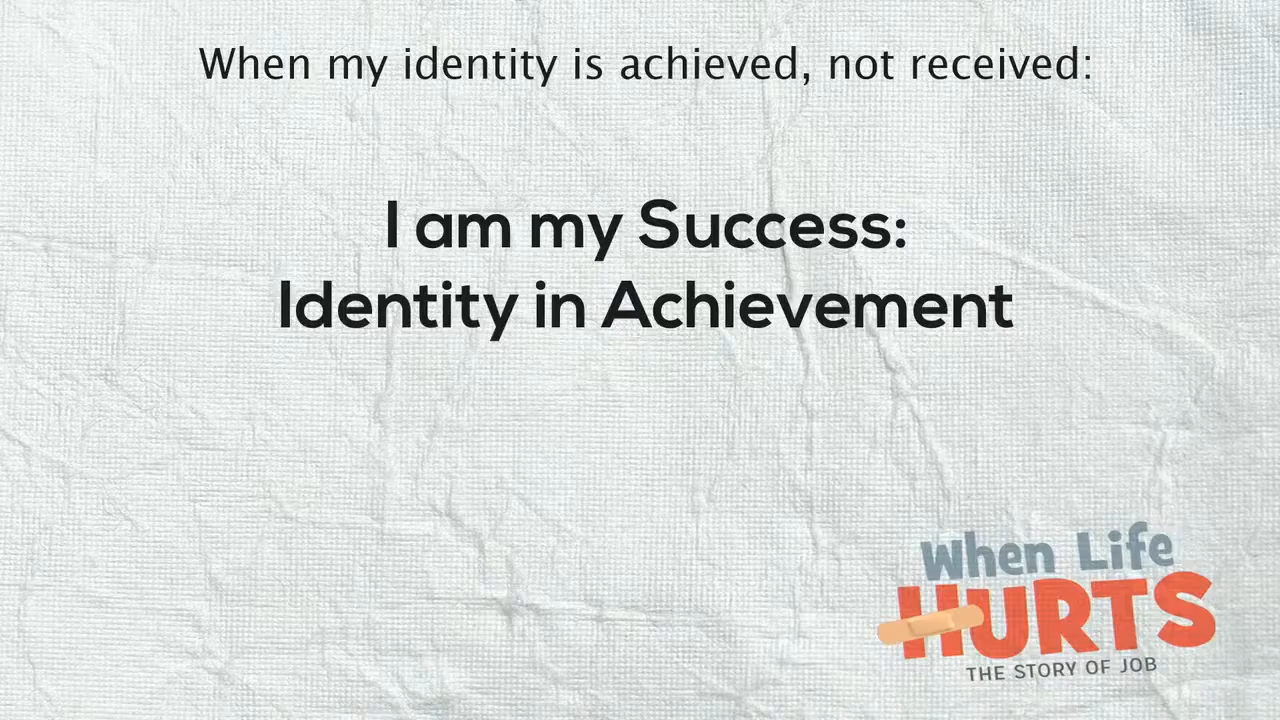 When my identity is achieved, not received:
I am my Success:
Identity in Achievement
When Life
HURTS
THE STORY OF JOB